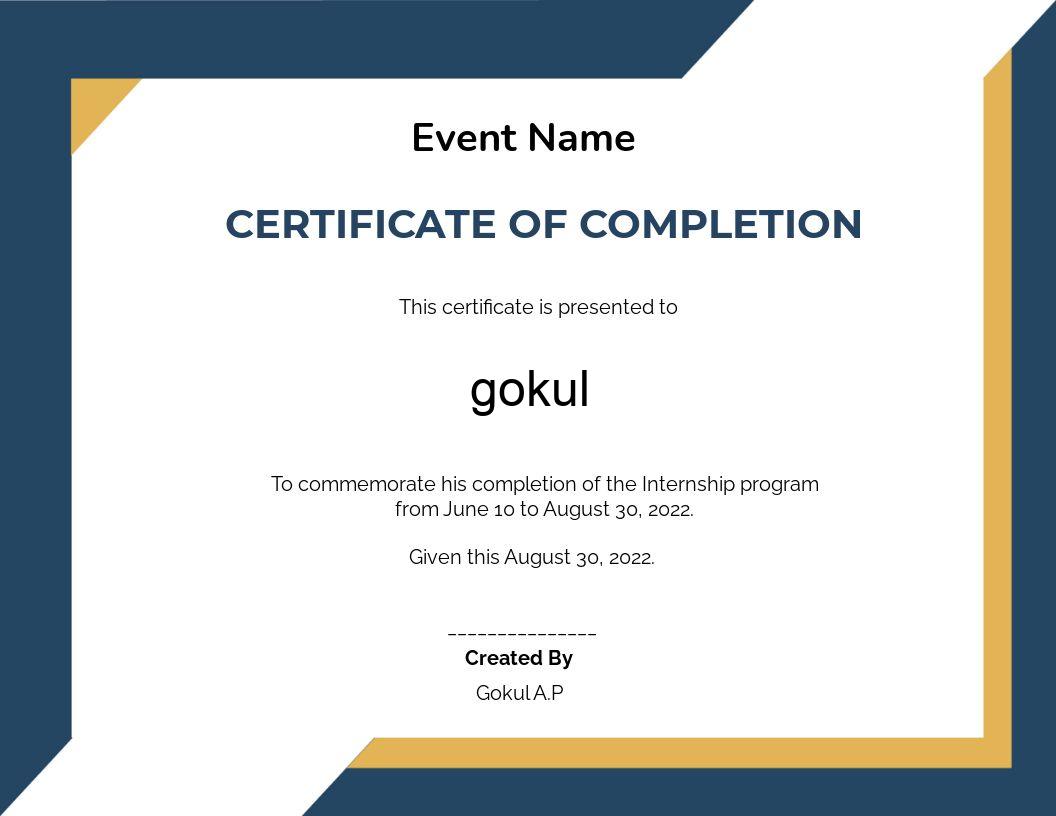 Event Name
CERTIFICATE OF COMPLETION
This certificate is presented to
gokul
To commemorate his completion of the Internship program
from June 10 to August 30, 2022.
Given this August 30, 2022.
_______________
Created By
Gokul A.P